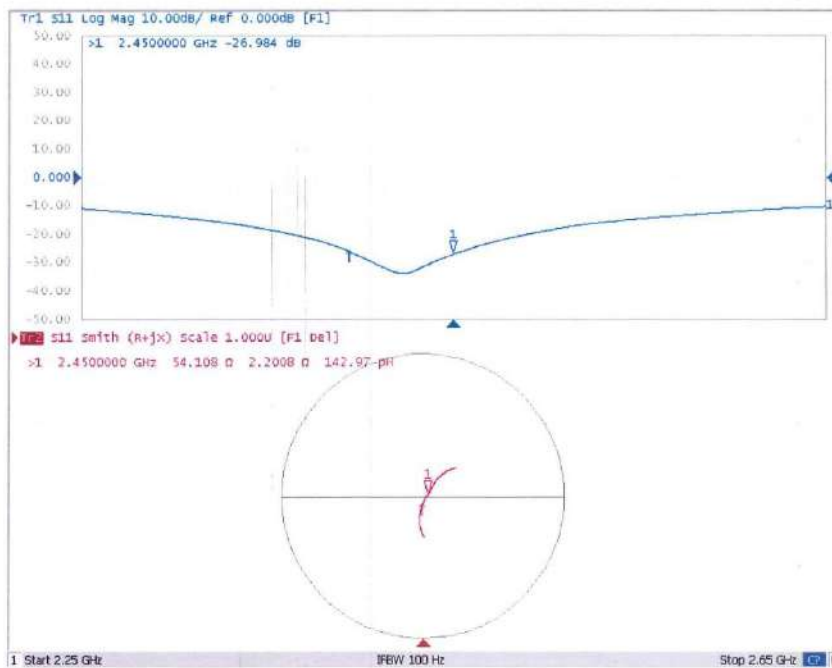 Tr1 S11 Log Mag 10.00dB/ Ref 0.000dB [F1]
50.00
>1 2.4500000 GHz -26.984 dB
40.00
30.00
20.00
10.00
0.000
-10.00
1
-20.00
1
-30.00
-40.00
-50.00
Tr2 S11 Smith (R+jX) Scale 1.000U [F1 Del]
>1 2.4500000 GHz 54.108 Ω 2.2008 Ω 142.97 pH
1
1 Start 2.25 GHz IFBW 100 Hz Stop 2.65 GHz C?